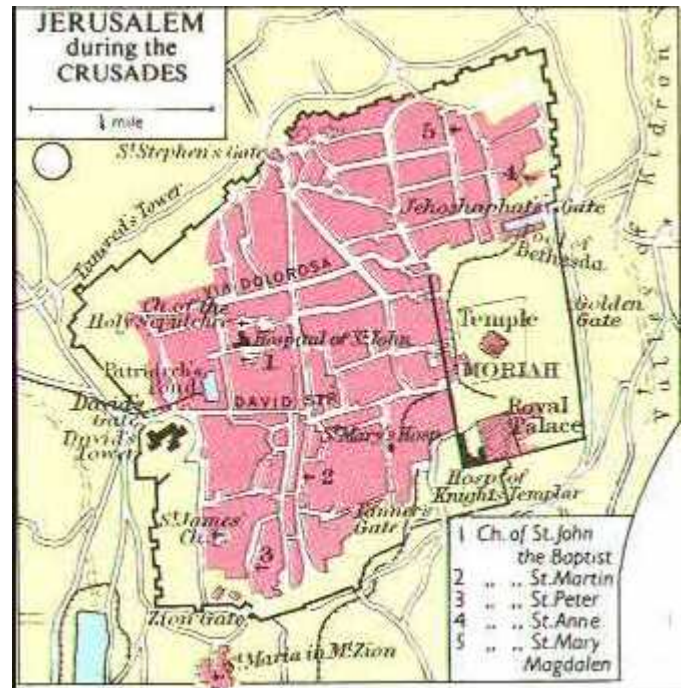 JERUSALEM
during the
CRUSADES
¼ mile
St. Stephen's Gate
5
4
Tancred's Tower
Jehoshaphat's Gate
Pool of
Bethesda
Valley of Kidron
VIA DOLOROSA
Ch. of the
Holy Sepulchre
Golden
Gate
Temple
Hospital of St. John
1
MORIAH
Patriarch's
Pond
DAVID STR.
David's
Gate
David's
Tower
Royal
Palace
St. Mary's Hosp.
2
Hosp. of
Knights Templar
St. James'
Ch.
Tanner's
Gate
3
Zion Gate
St. Maria in Mt. Zion
1 Ch. of St. John
the Baptist
2 „ „ St. Martin
3 „ „ St. Peter
4 „ „ St. Anne
5 „ „ St. Mary
Magdalen